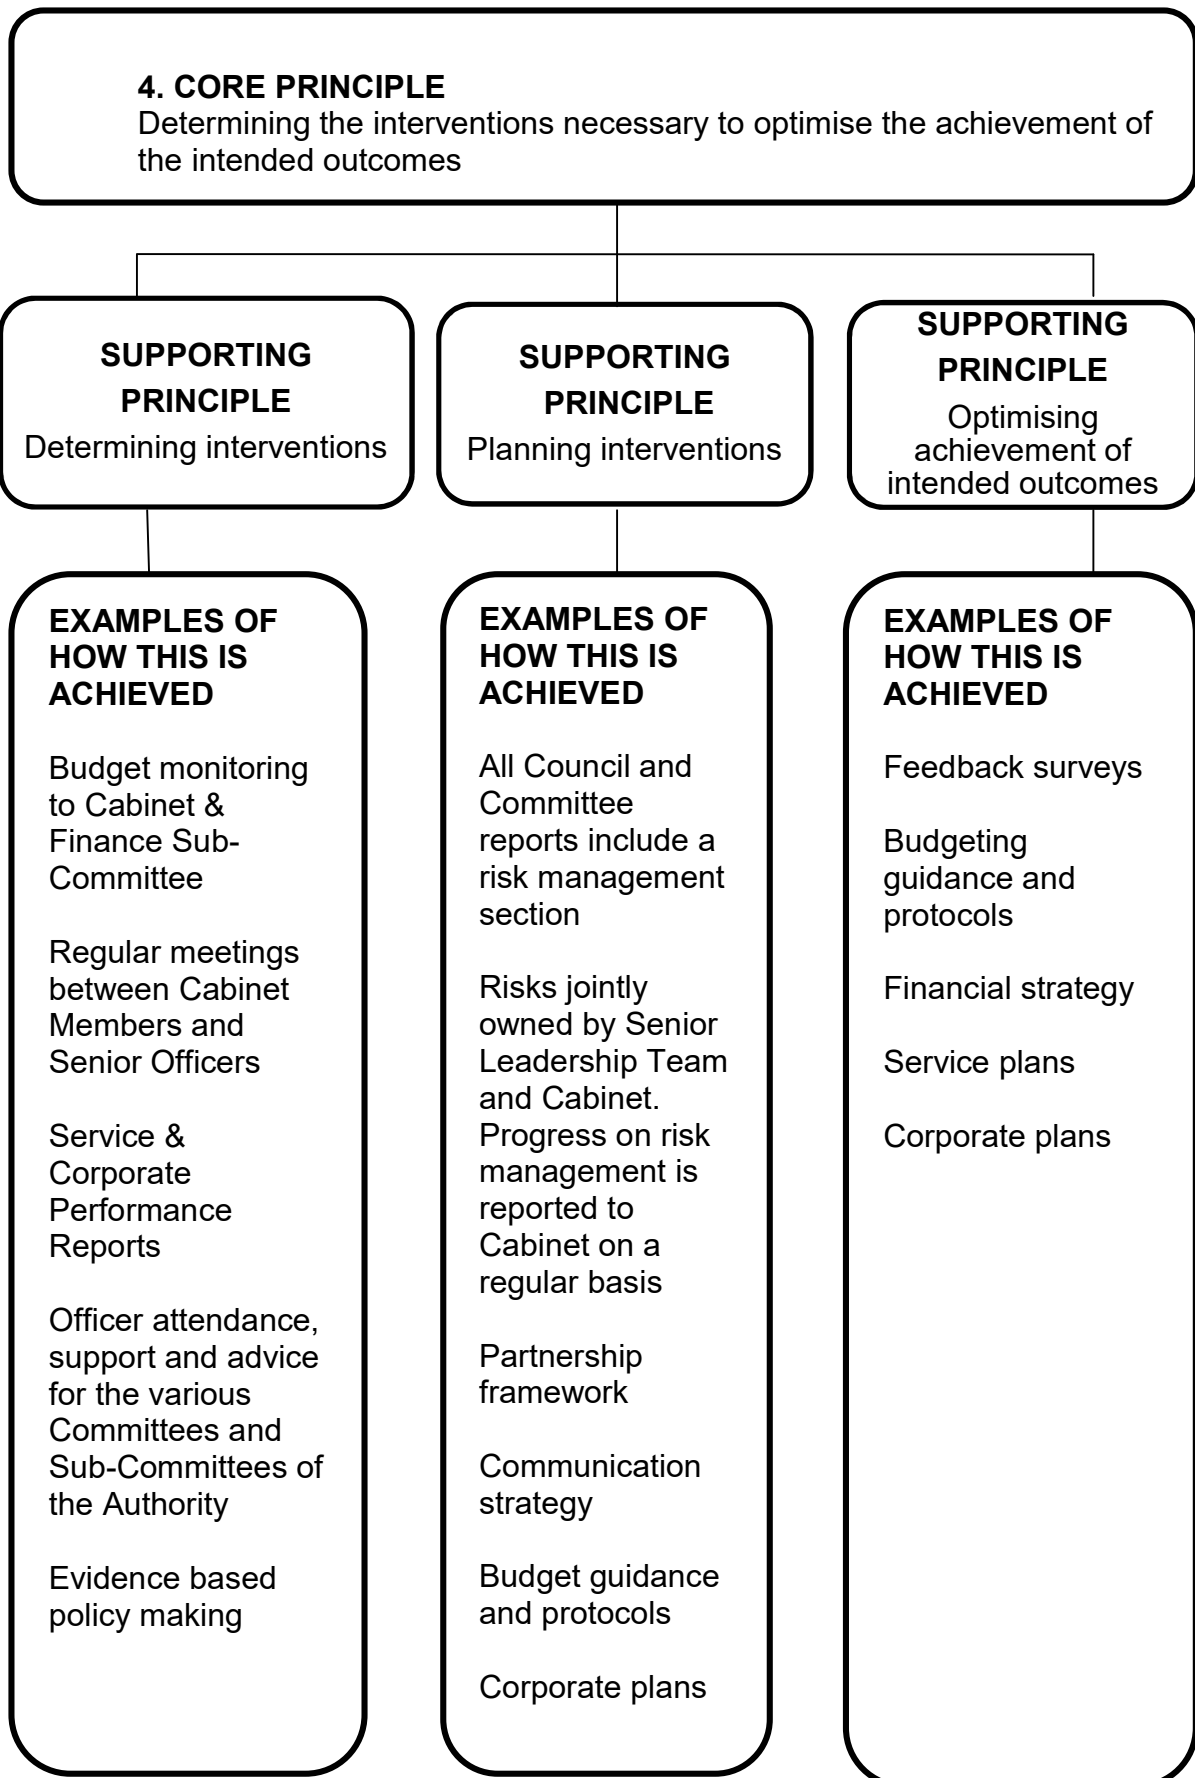 4. CORE PRINCIPLE
Determining the interventions necessary to optimise the achievement of
the intended outcomes
SUPPORTING
PRINCIPLE
Determining interventions
SUPPORTING
PRINCIPLE
Planning interventions
SUPPORTING
PRINCIPLE
Optimising
achievement of
intended outcomes
EXAMPLES OF
HOW THIS IS
ACHIEVED
Budget monitoring
to Cabinet &
Finance Sub-
Committee
Regular meetings
between Cabinet
Members and
Senior Officers
Service &
Corporate
Performance
Reports
Officer attendance,
support and advice
for the various
Committees and
Sub-Committees of
the Authority
Evidence based
policy making
EXAMPLES OF
HOW THIS IS
ACHIEVED
All Council and
Committee
reports include a
risk management
section
Risks jointly
owned by Senior
Leadership Team
and Cabinet.
Progress on risk
management is
reported to
Cabinet on a
regular basis
Partnership
framework
Communication
strategy
Budget guidance
and protocols
Corporate plans
EXAMPLES OF
HOW THIS IS
ACHIEVED
Feedback surveys
Budgeting
guidance and
protocols
Financial strategy
Service plans
Corporate plans